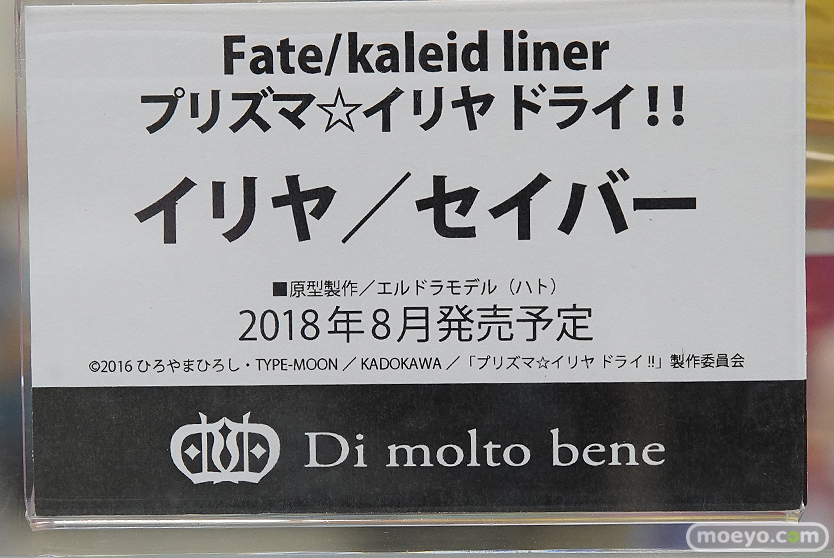 Fate/kaleid liner
プリズマ☆イリヤ ドライ!!
イリヤ／セイバー
■原型製作／エルドラモデル（ハト）
2018年8月発売予定
©2016 ひろやまひろし・TYPE-MOON ／ KADOKAWA ／「プリズマ☆イリヤ ドライ!!」製作委員会
Di molto bene
moeyo.com